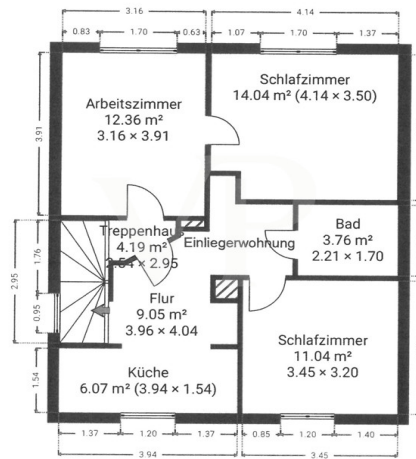 3.16
4.14
0.83
1.70
0.63
1.07
1.70
1.37
Arbeitszimmer
12.36 m²
3.16 × 3.91
Schlafzimmer
14.04 m² (4.14 × 3.50)
3.91
Treppenhaus
4.19 m²
2.54 × 2.95
Einliegerwohnung
Bad
3.76 m²
2.21 × 1.70
2.95
1.76
0.95
Flur
9.05 m²
3.96 × 4.04
Schlafzimmer
11.04 m²
3.45 × 3.20
1.54
Küche
6.07 m² (3.94 × 1.54)
1.37
1.20
1.37
0.85
1.20
1.40
3.94
3.45